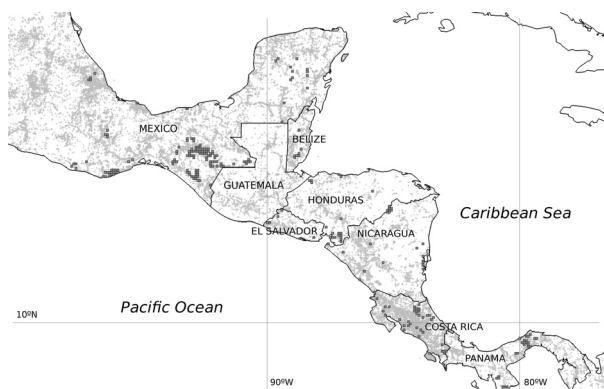 MEXICO
BELIZE
GUATEMALA
HONDURAS
Caribbean Sea
EL SALVADOR
NICARAGUA
Pacific Ocean
10ºN
COSTA RICA
PANAMA
90ºW
80ºW